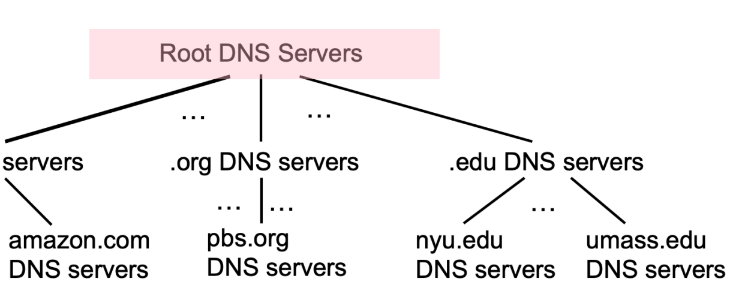 Root DNS Servers
… …
servers .org DNS servers .edu DNS servers
… … …
amazon.com pbs.org nyu.edu umass.edu
DNS servers DNS servers DNS servers DNS servers